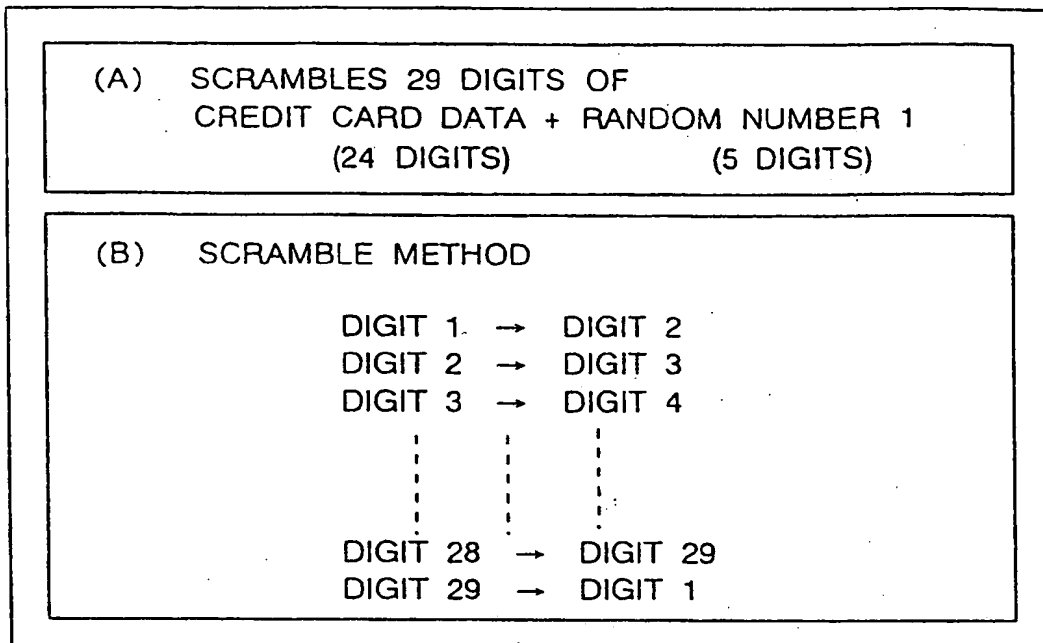 (A) SCRAMBLES 29 DIGITS OF
CREDIT CARD DATA + RANDOM NUMBER 1
(24 DIGITS) (5 DIGITS)
(B) SCRAMBLE METHOD
DIGIT 1 → DIGIT 2
DIGIT 2 → DIGIT 3
DIGIT 3 → DIGIT 4
DIGIT 28 → DIGIT 29
DIGIT 29 → DIGIT 1